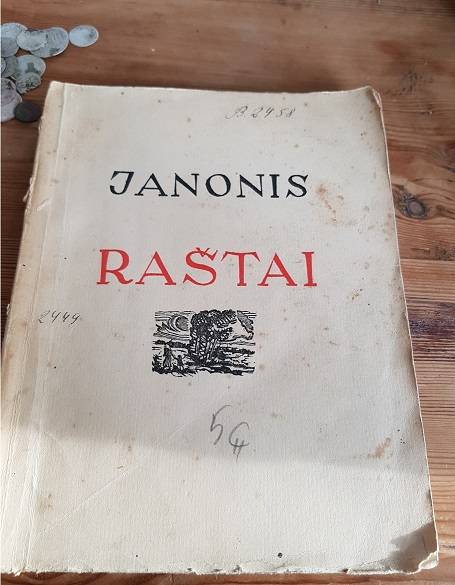 B. 2458
JANONIS
RAŠTAI
2449
54